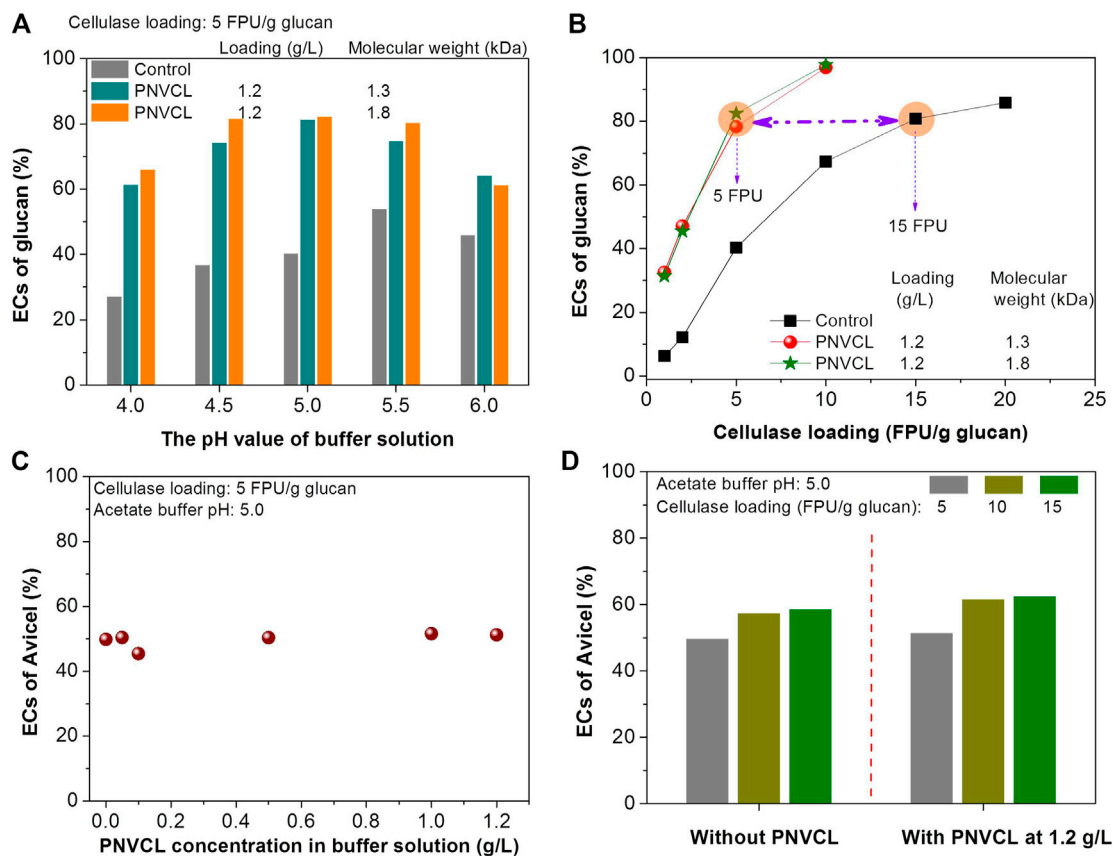 A
Cellulase loading: 5 FPU/g glucan
Loading (g/L) Molecular weight (kDa)
Control
PNVCL 1.2 1.3
PNVCL 1.2 1.8
100
80
60
40
20
0
ECs of glucan (%)
4.0 4.5 5.0 5.5 6.0
The pH value of buffer solution
B
100
80
60
40
20
0
ECs of glucan (%)
5 FPU
15 FPU
Loading Molecular
g/L) weight (kDa)
Control
PNVCL 1.2 1.3
PNVCL 1.2 1.8
0 5 10 15 20 25
Cellulase loading (FPU/g glucan)
C
Cellulase loading: 5 FPU/g glucan
Acetate buffer pH: 5.0
100
80
60
40
20
0
ECs of Avicel (%)
0.0 0.2 0.4 0.6 0.8 1.0 1.2
PNVCL concentration in buffer solution (g/L)
D
Acetate buffer pH: 5.0
Cellulase loading (FPU/g glucan): 5 10 15
100
80
60
40
20
0
ECs of Avicel (%)
Without PNVCL With PNVCL at 1.2 g/L